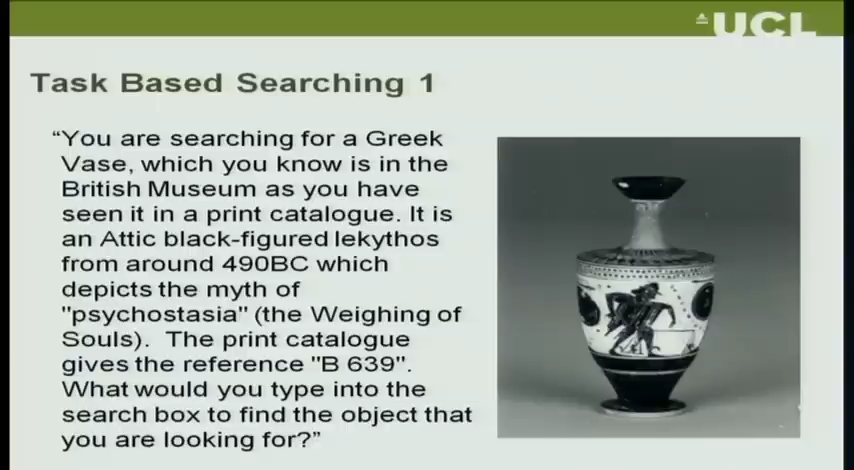 UCL
Task Based Searching 1
“You are searching for a Greek
Vase, which you know is in the
British Museum as you have
seen it in a print catalogue. It is
an Attic black-figured lekythos
from around 490BC which
depicts the myth of
"psychostasia" (the Weighing of
Souls).  The print catalogue
gives the reference "B 639".
What would you type into the
search box to find the object that
you are looking for?”